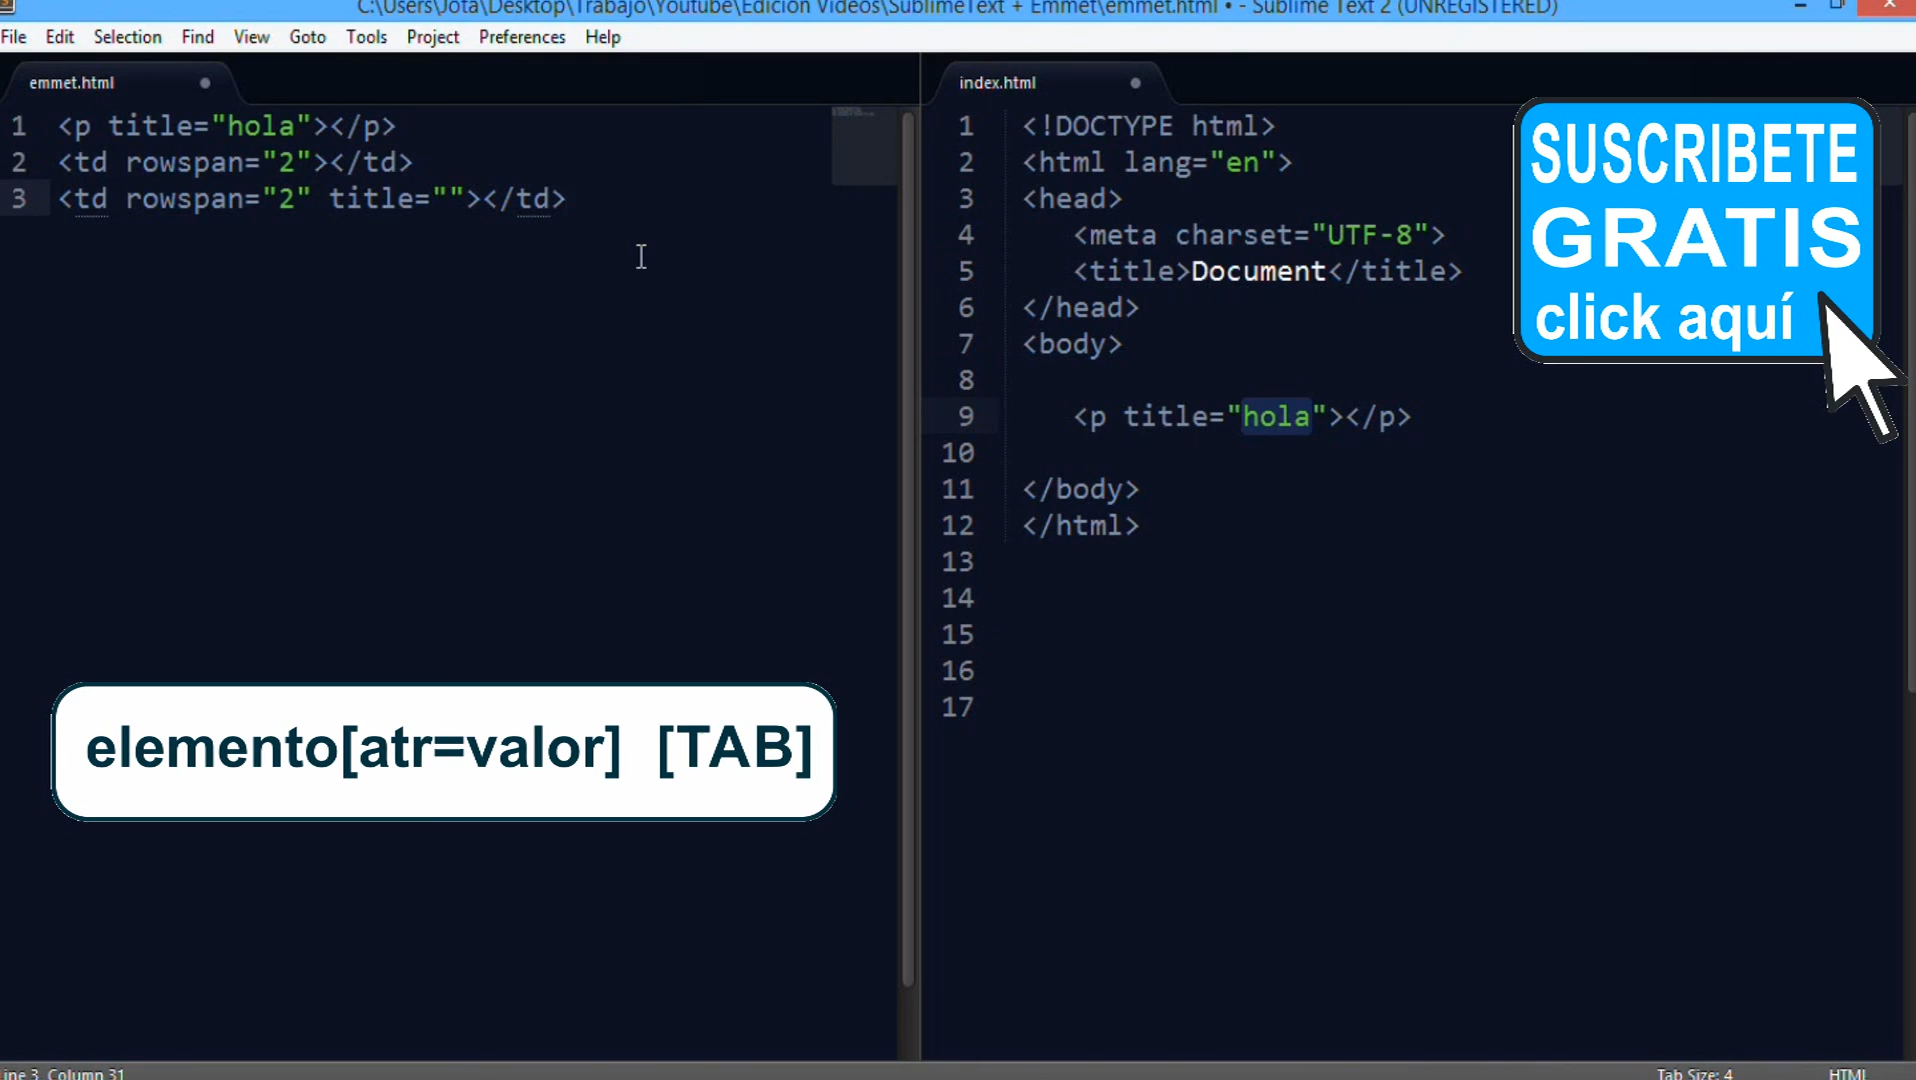 C:\Users\Jota\Desktop\Trabajo\Youtube\Edicion Videos\SublimeText + Emmet\emmet.html • - Sublime Text 2 (UNREGISTERED)
File Edit Selection Find View Goto Tools Project Preferences Help
emmet.html
1 <p title="hola"></p>
2 <td rowspan="2"></td>
3 <td rowspan="2" title=""></td>
elemento[atr=valor] [TAB]
index.html
1 <!DOCTYPE html>
2 <html lang="en">
3 <head>
4 <meta charset="UTF-8">
5 <title>Document</title>
6 </head>
7 <body>
8
9 <p title="hola"></p>
10
11 </body>
12 </html>
13
14
15
16
17
SUSCRIBETE
GRATIS
click aquí
ine 3, Column 31
Tab Size: 4
HTML